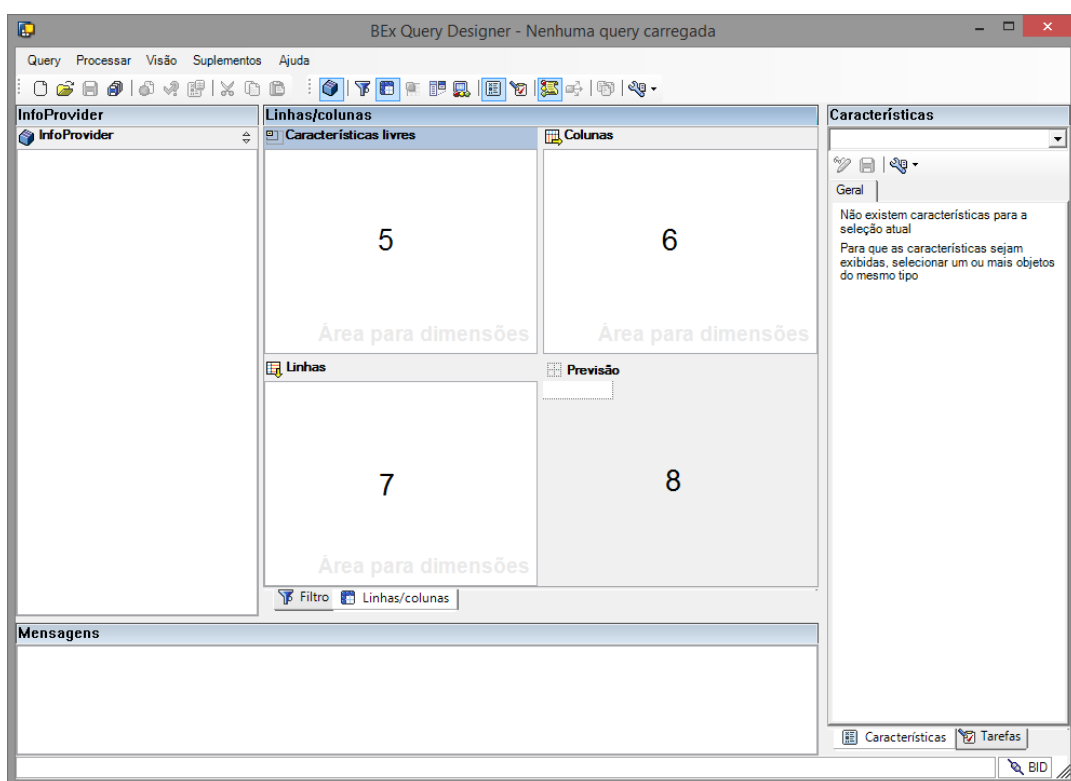 BEx Query Designer - Nenhuma query carregada
Query Processar Visão Suplementos Ajuda
InfoProvider
Linhas/colunas
Características
InfoProvider
Características livres
Colunas
Geral
Não existem características para a
seleção atual
Para que as características sejam
exibidas, selecionar um ou mais objetos
do mesmo tipo
5
6
Área para dimensões
Área para dimensões
Linhas
Previsão
7
8
Área para dimensões
Filtro Linhas/colunas
Mensagens
Características Tarefas
BID